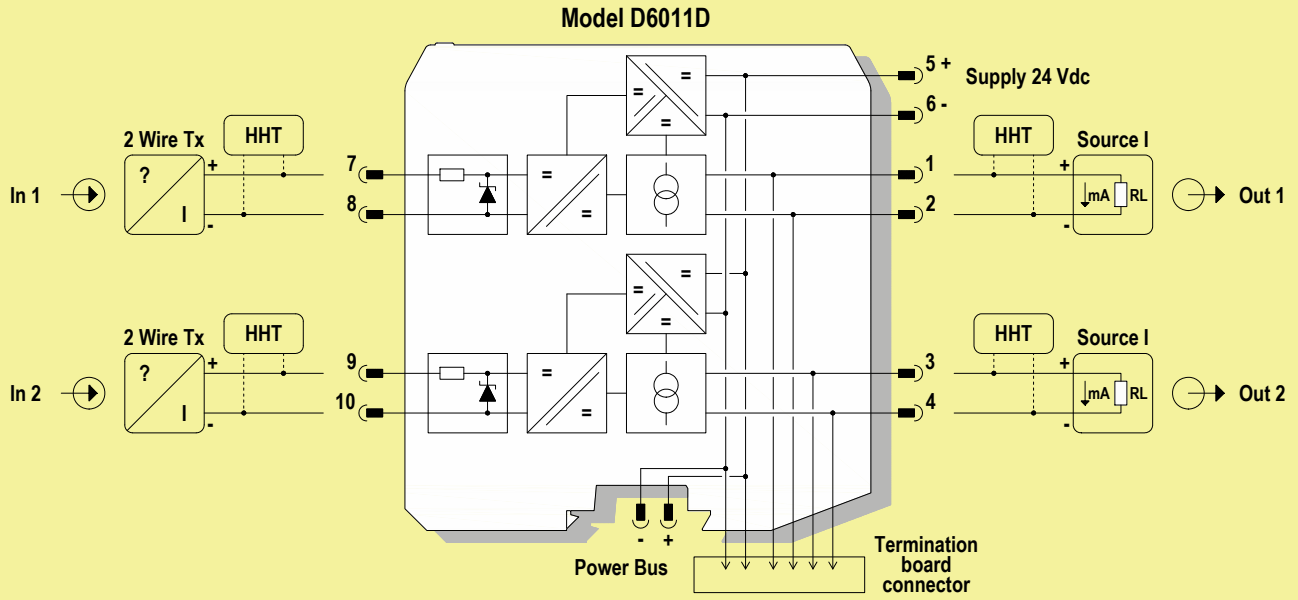 Model D6011D
5 +
Supply 24 Vdc
6 -
= = =
2 Wire Tx
HHT
In 1
?
I
+
-
7
8
= =
1
2
HHT
Source I
+
-
mA
RL
Out 1
= = =
2 Wire Tx
HHT
In 2
?
I
+
-
9
10
= =
3
4
HHT
Source I
+
-
mA
RL
Out 2
- +
Power Bus
Termination
board
connector